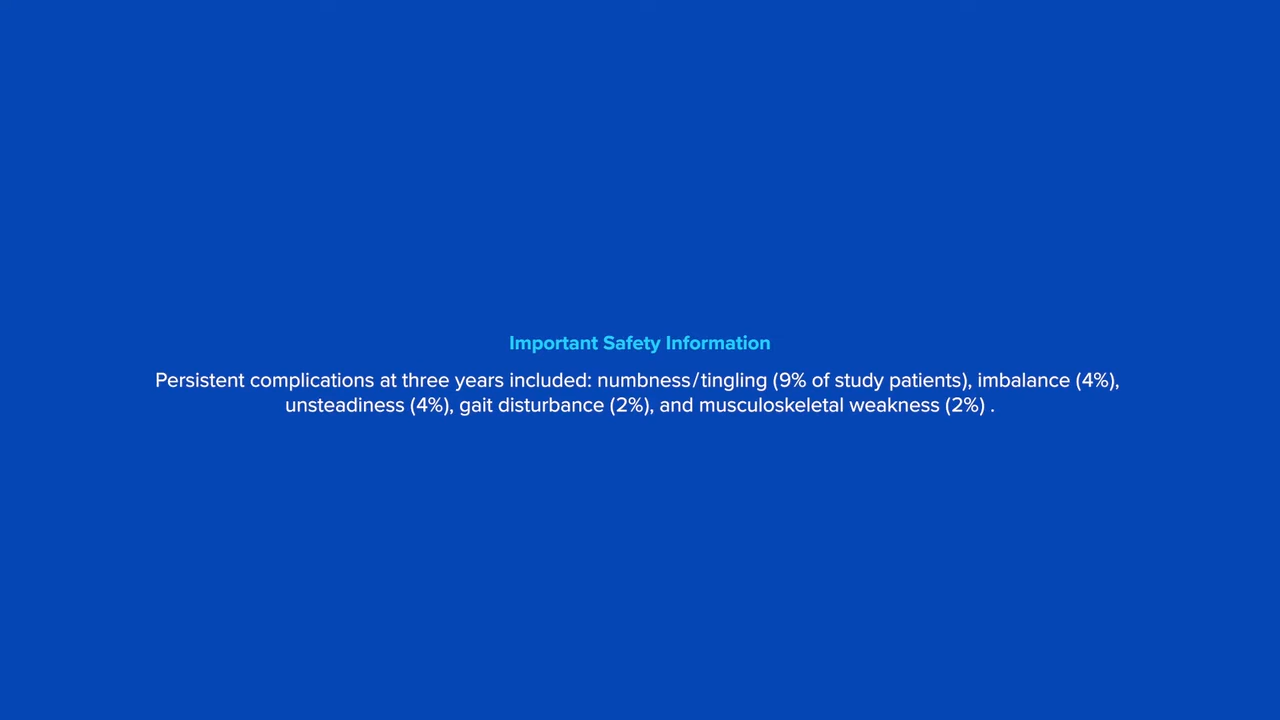 Important Safety Information
Persistent complications at three years included: numbness/tingling (9% of study patients), imbalance (4%),
unsteadiness (4%), gait disturbance (2%), and musculoskeletal weakness (2%) .